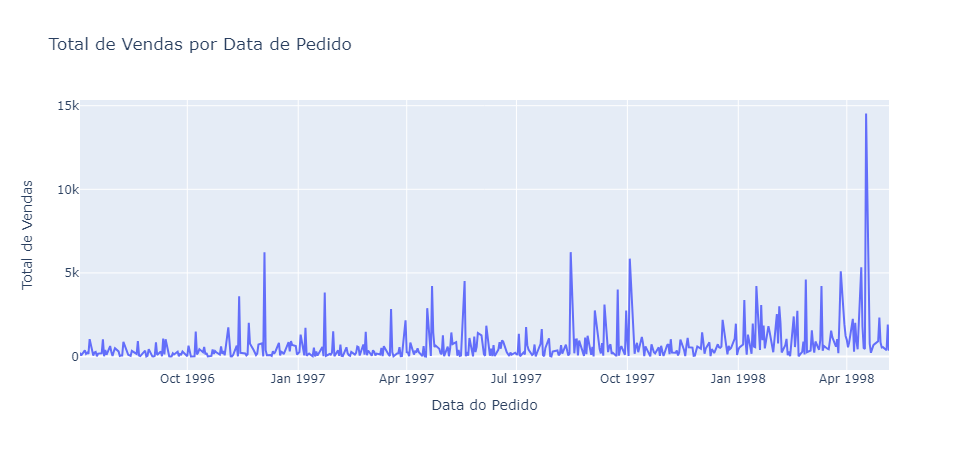 Total de Vendas por Data de Pedido
Total de Vendas
15k
10k
5k
0
Oct 1996
Jan 1997
Apr 1997
Jul 1997
Oct 1997
Jan 1998
Apr 1998
Data do Pedido